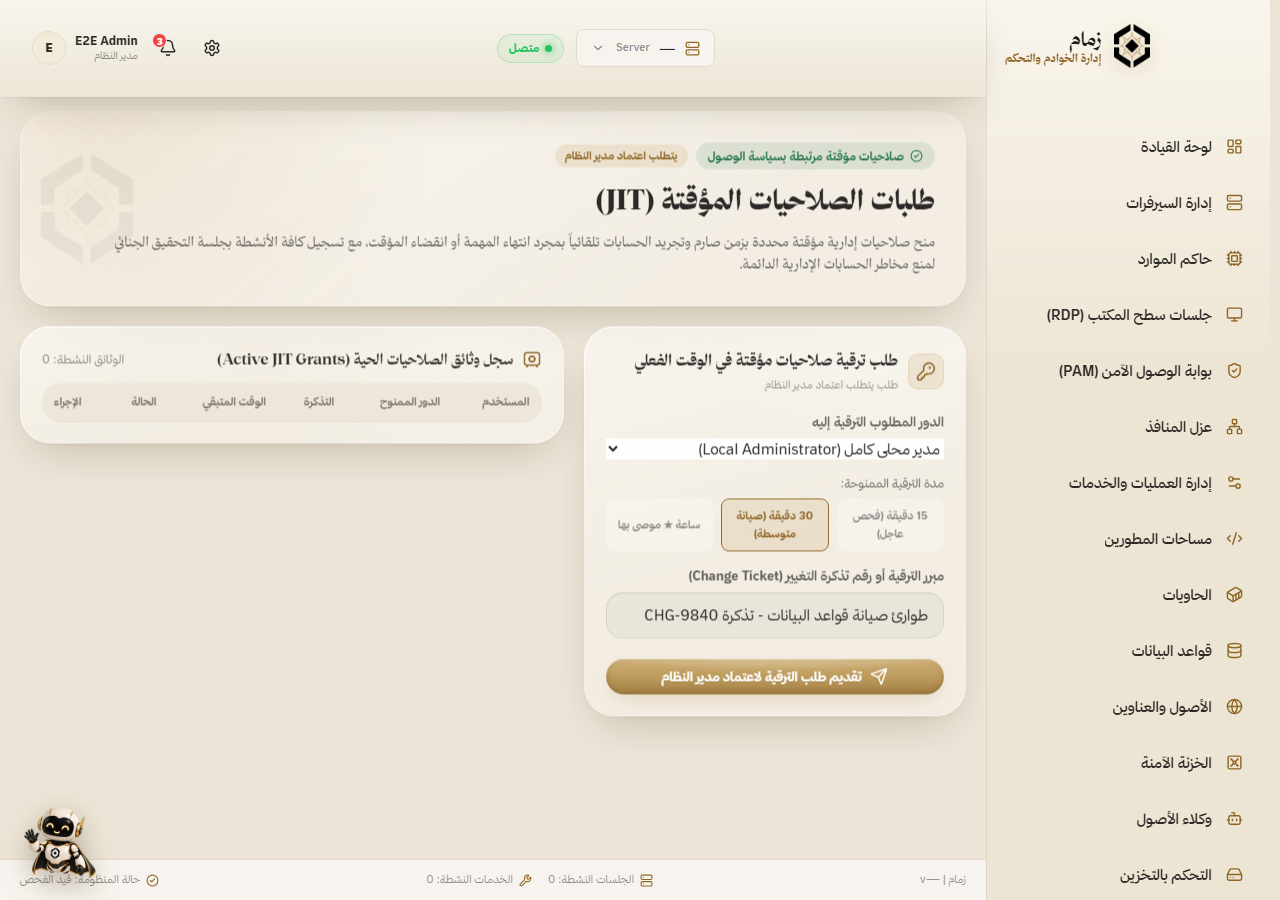 زمام
إدارة الخوادم والتحكم
لوحة القيادة
إدارة السيرفرات
حاكم الموارد
جلسات سطح المكتب (RDP)
بوابة الوصول الآمن (PAM)
عزل المنافذ
إدارة العمليات والخدمات
مساحات المطورين
الحاويات
قواعد البيانات
الأصول والعناوين
الخزنة الآمنة
وكلاء الأصول
التحكم بالتخزين
— Server
متصل
3
E2E Admin
مدير النظام
E
صلاحيات مؤقتة مرتبطة بسياسة الوصول
يتطلب اعتماد مدير النظام
طلبات الصلاحيات المؤقتة (JIT)
منح صلاحيات إدارية مؤقتة محددة بزمن صارم وتجريد الحسابات تلقائياً بمجرد انتهاء المهمة أو انقضاء المؤقت، مع تسجيل كافة الأنشطة بجلسة التحقيق الجنائي
لمنع مخاطر الحسابات الإدارية الدائمة.
طلب ترقية صلاحيات مؤقتة في الوقت الفعلي
طلب يتطلب اعتماد مدير النظام
الدور المطلوب الترقية إليه
مدير محلي كامل (Local Administrator)
مدة الترقية الممنوحة:
15 دقيقة (فحص
عاجل)
30 دقيقة (صيانة
متوسطة)
ساعة ★ موصى بها
مبرر الترقية أو رقم تذكرة التغيير (Change Ticket)
طوارئ صيانة قواعد البيانات - تذكرة CHG-9840
تقديم طلب الترقية لاعتماد مدير النظام
سجل وثائق الصلاحيات الحية (Active JIT Grants)
الوثائق النشطة: 0
المستخدم
الدور الممنوح
التذكرة
الوقت المتبقي
الحالة
الإجراء
زمام | v—
الجلسات النشطة: 0
الخدمات النشطة: 0
حالة المنظومة: قيد الفحص